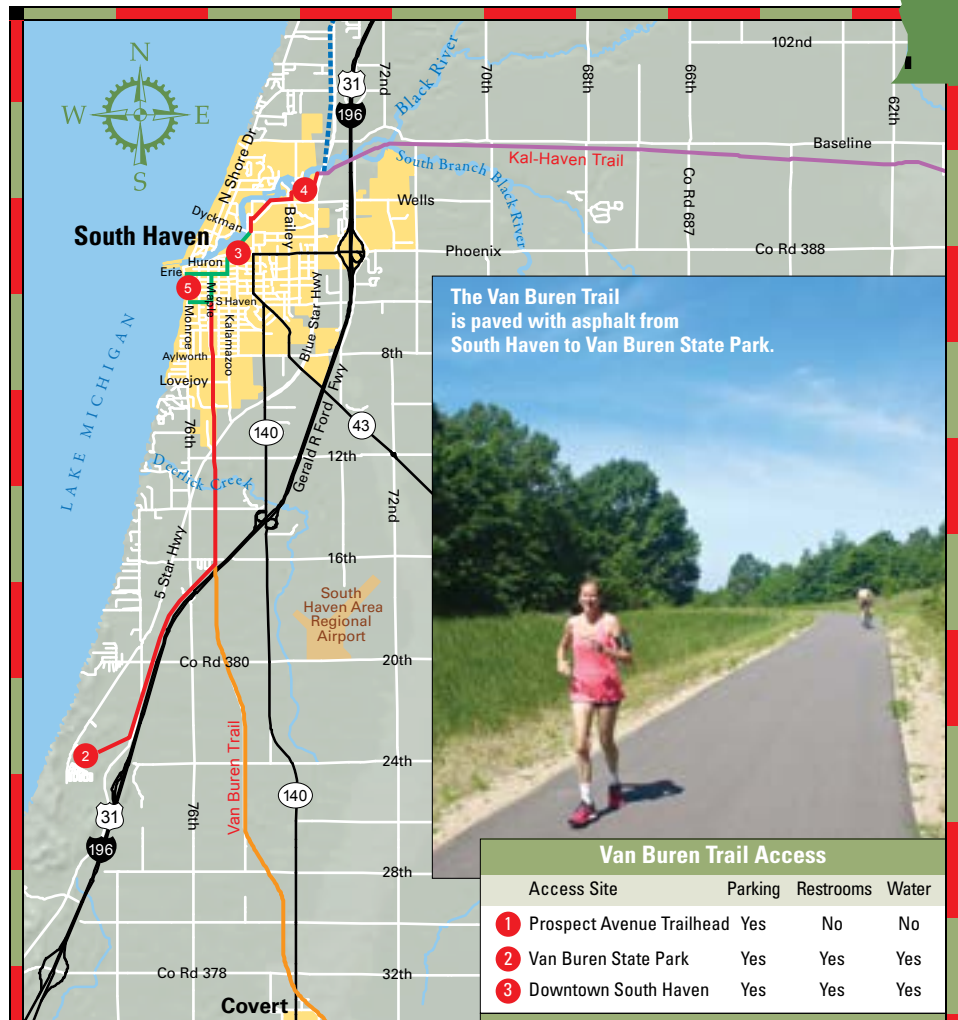 N
W E
S
102nd
31
196
72nd
70th
68th
66th
62th
Black River
Baseline
Kal-Haven Trail
South Branch Black River
N Shore Dr
4
Bailey
Wells
Co Rd 687
Dyckman
South Haven
3
Phoenix
Co Rd 388
Huron
Erie
5
Maple
S Haven
Monroe
Kalamazoo
Blue Star Hwy
Aylworth
8th
Lovejoy
LAKE MICHIGAN
76th
140
43
Gerald R Ford Fwy
12th
Deerlick Creek
72nd
5 Star Hwy
16th
South
Haven Area
Regional
Airport
Co Rd 380
20th
2
Van Buren Trail
24th
140
31
76th
196
28th
Co Rd 378
32th
Covert
The Van Buren Trail
is paved with asphalt from
South Haven to Van Buren State Park.
Van Buren Trail Access
Access Site Parking Restrooms Water
1 Prospect Avenue Trailhead Yes No No
2 Van Buren State Park Yes Yes Yes
3 Downtown South Haven Yes Yes Yes